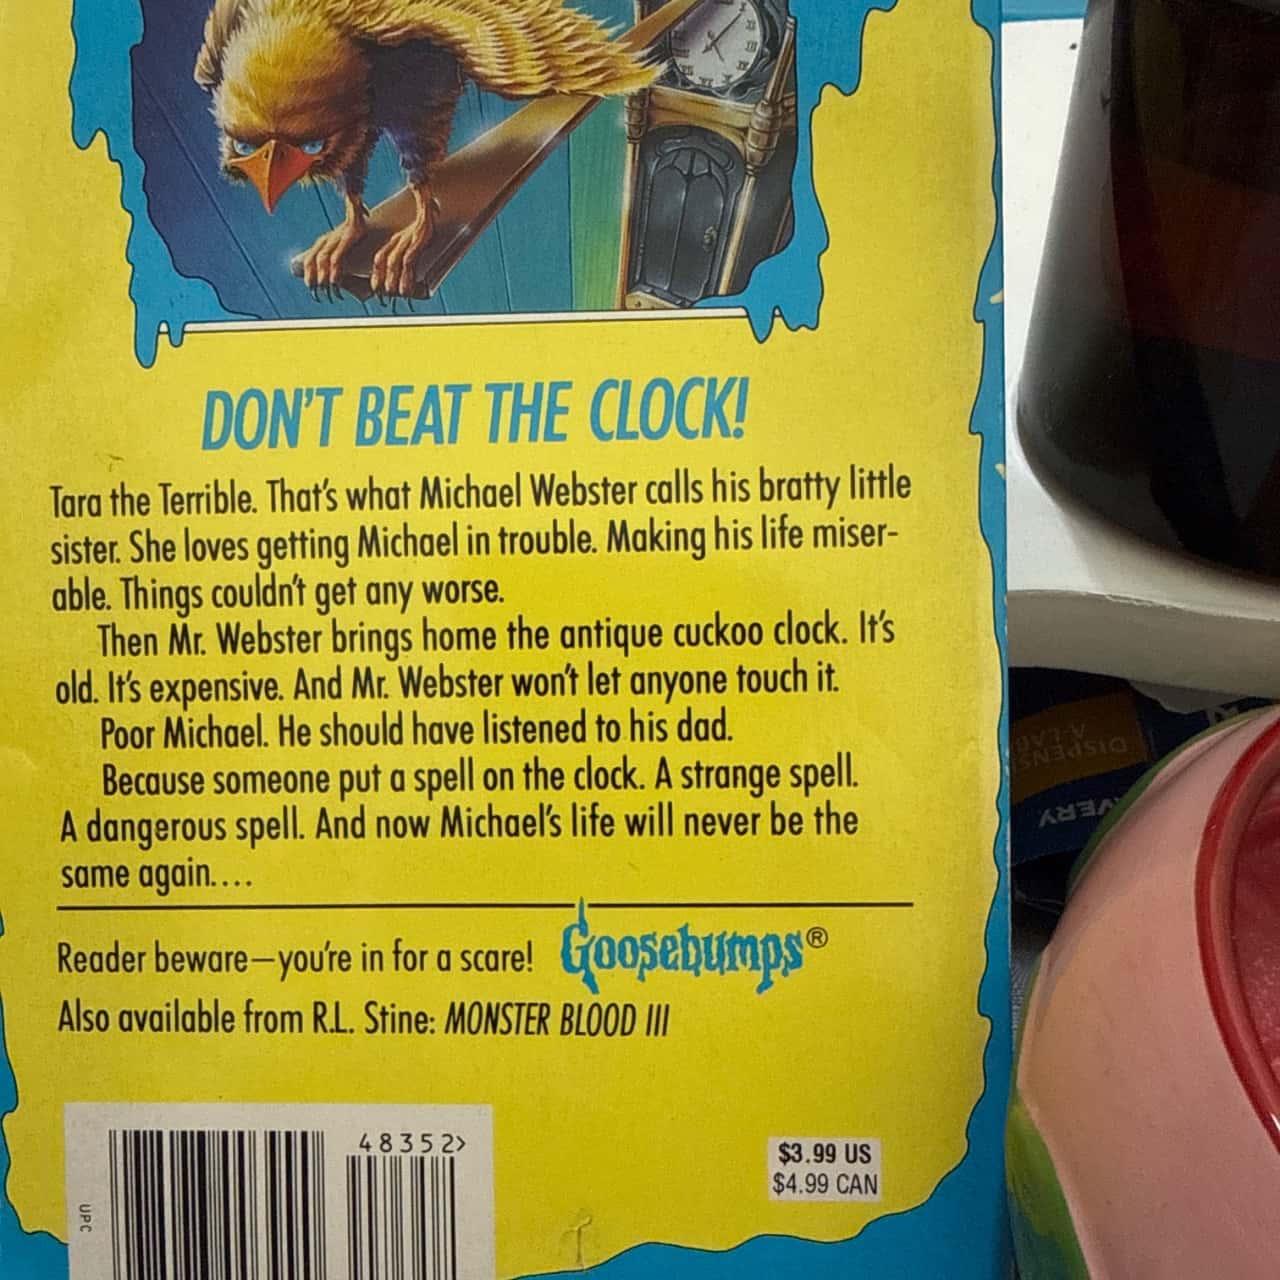 DON'T BEAT THE CLOCK!
Tara the Terrible. That's what Michael Webster calls his bratty little
sister. She loves getting Michael in trouble. Making his life miser-
able. Things couldn't get any worse.
Then Mr. Webster brings home the antique cuckoo clock. It's
old. It's expensive. And Mr. Webster won't let anyone touch it.
Poor Michael. He should have listened to his dad.
Because someone put a spell on the clock. A strange spell.
A dangerous spell. And now Michael's life will never be the
same again....
Reader beware—you're in for a scare! Goosebumps®
Also available from R.L. Stine: MONSTER BLOOD III
48352>
UPC
$3.99 US
$4.99 CAN